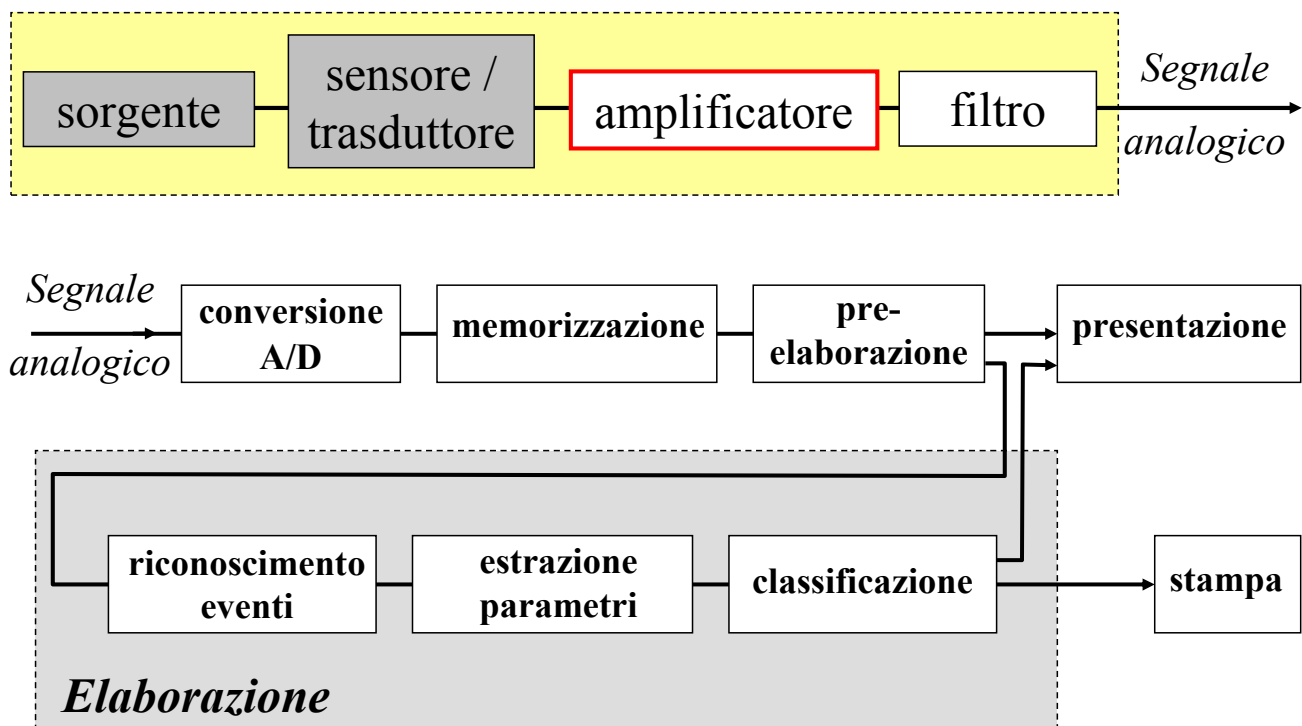 sorgente
sensore /
trasduttore
amplificatore
filtro
Segnale
analogico
Segnale
analogico
conversione
A/D
memorizzazione
pre-
elaborazione
presentazione
riconoscimento
eventi
estrazione
parametri
classificazione
stampa
Elaborazione